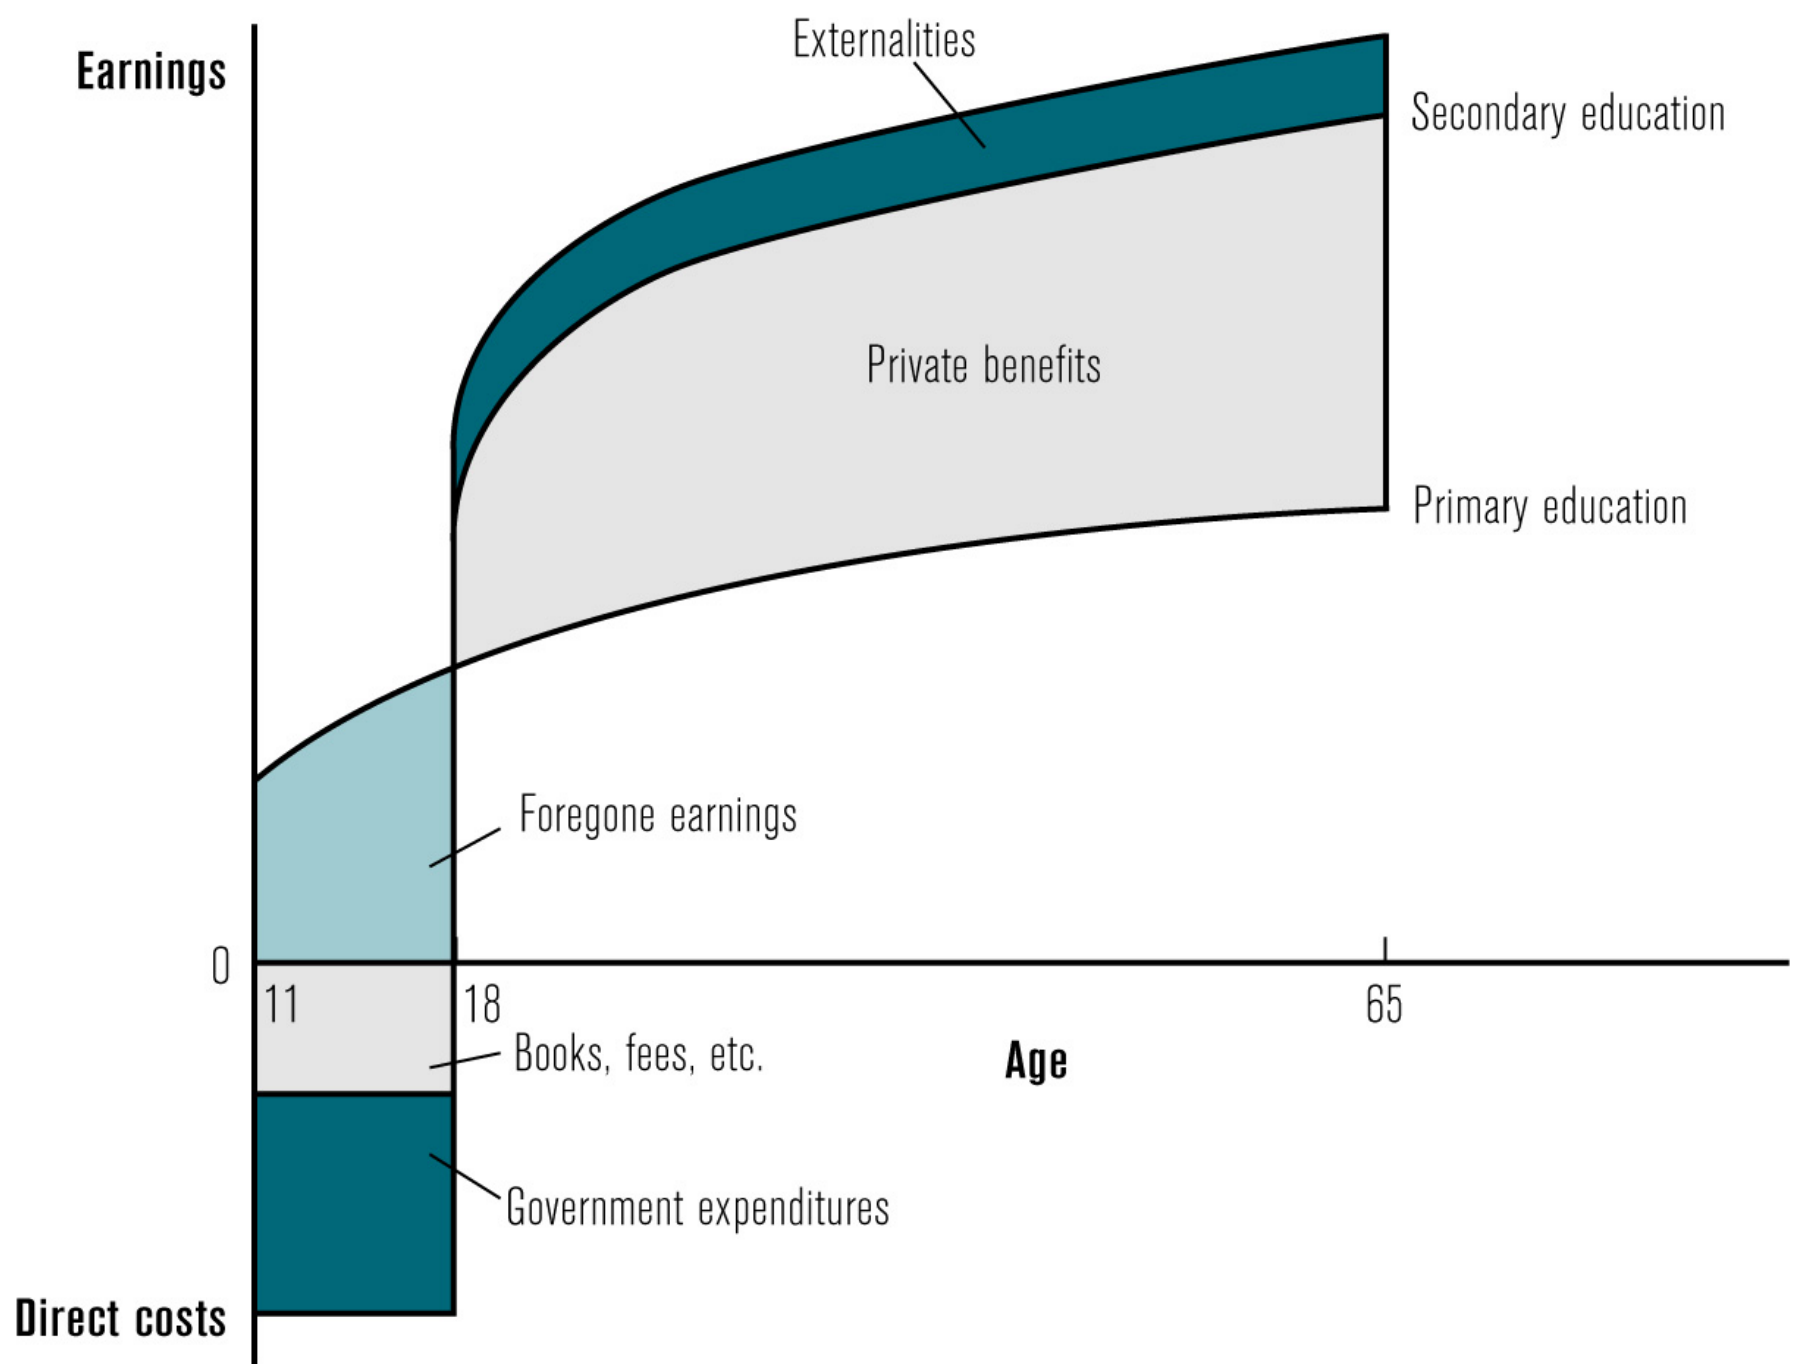 Externalities
Earnings
Secondary education
Private benefits
Primary education
Foregone earnings
0
11
18
65
Books, fees, etc.
Age
Government expenditures
Direct costs